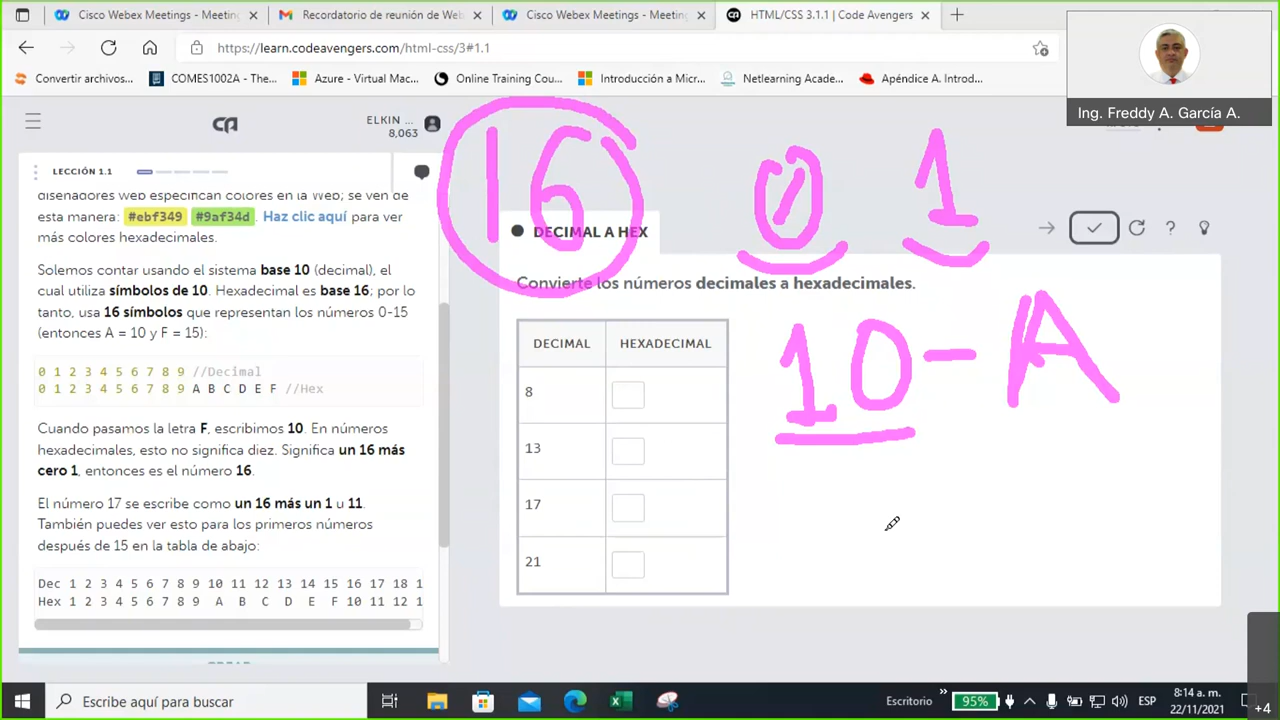 Cisco Webex Meetings - Meeting
Recordatorio de reunión de Web
Cisco Webex Meetings - Meeting
HTML/CSS 3.1.1 | Code Avengers
https://learn.codeavengers.com/html-css/3#1.1
Convertir archivos...
COMES1002A - The...
Azure - Virtual Mac...
Online Training Cou...
Introducción a Micr...
Netlearning Acade...
Apéndice A. Introd...
Ing. Freddy A. García A.
ELKIN ...
8,063
LECCIÓN 1.1
diseñadores web especifican colores en la Web; se ven de
esta manera: #ebf349 #9af34d. Haz clic aquí para ver
más colores hexadecimales.
Solemos contar usando el sistema base 10 (decimal), el
cual utiliza símbolos de 10. Hexadecimal es base 16; por lo
tanto, usa 16 símbolos que representan los números 0-15
(entonces A = 10 y F = 15):
0 1 2 3 4 5 6 7 8 9 //Decimal
0 1 2 3 4 5 6 7 8 9 A B C D E F //Hex
Cuando pasamos la letra F, escribimos 10. En números
hexadecimales, esto no significa diez. Significa un 16 más
cero 1, entonces es el número 16.
El número 17 se escribe como un 16 más un 1 u 11.
También puedes ver esto para los primeros números
después de 15 en la tabla de abajo:
Dec 1 2 3 4 5 6 7 8 9 10 11 12 13 14 15 16 17 18 1
Hex 1 2 3 4 5 6 7 8 9 A B C D E F 10 11 12 1
16 0 1
DECIMAL A HEX
Convierte los números decimales a hexadecimales.
DECIMAL HEXADECIMAL
8
13
17
21
10 - A
Escribe aquí para buscar
Escritorio
95%
ESP
8:14 a. m.
22/11/2021
+4